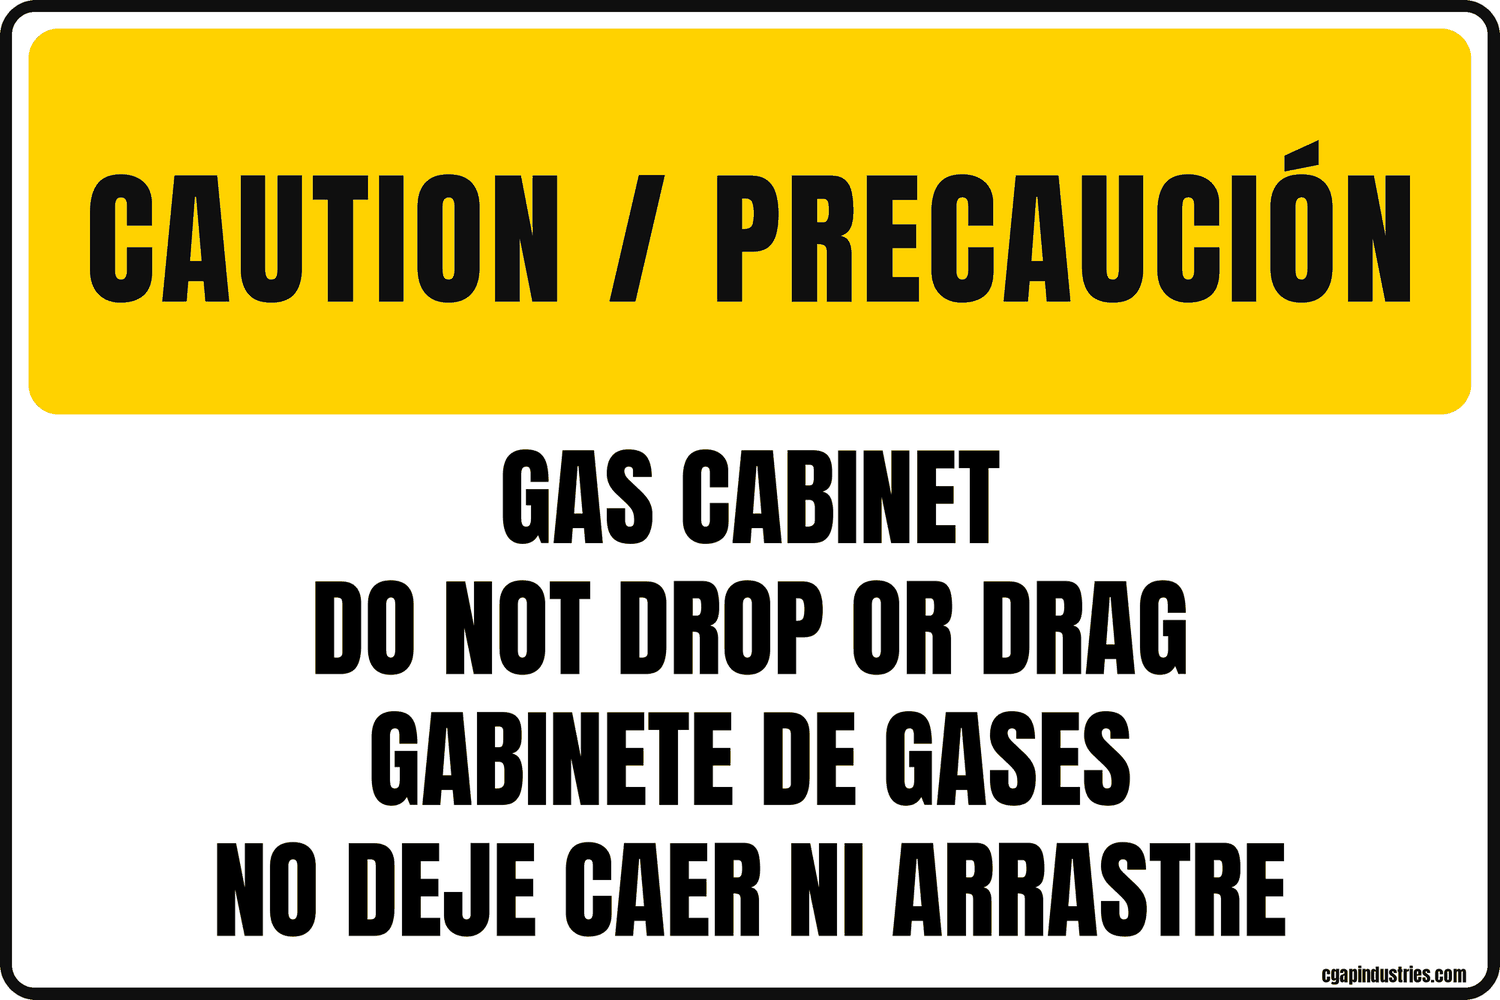 CAUTION / PRECAUCIÓN
GAS CABINET
DO NOT DROP OR DRAG
GABINETE DE GASES
NO DEJE CAER NI ARRASTRE
cgapindustries.com